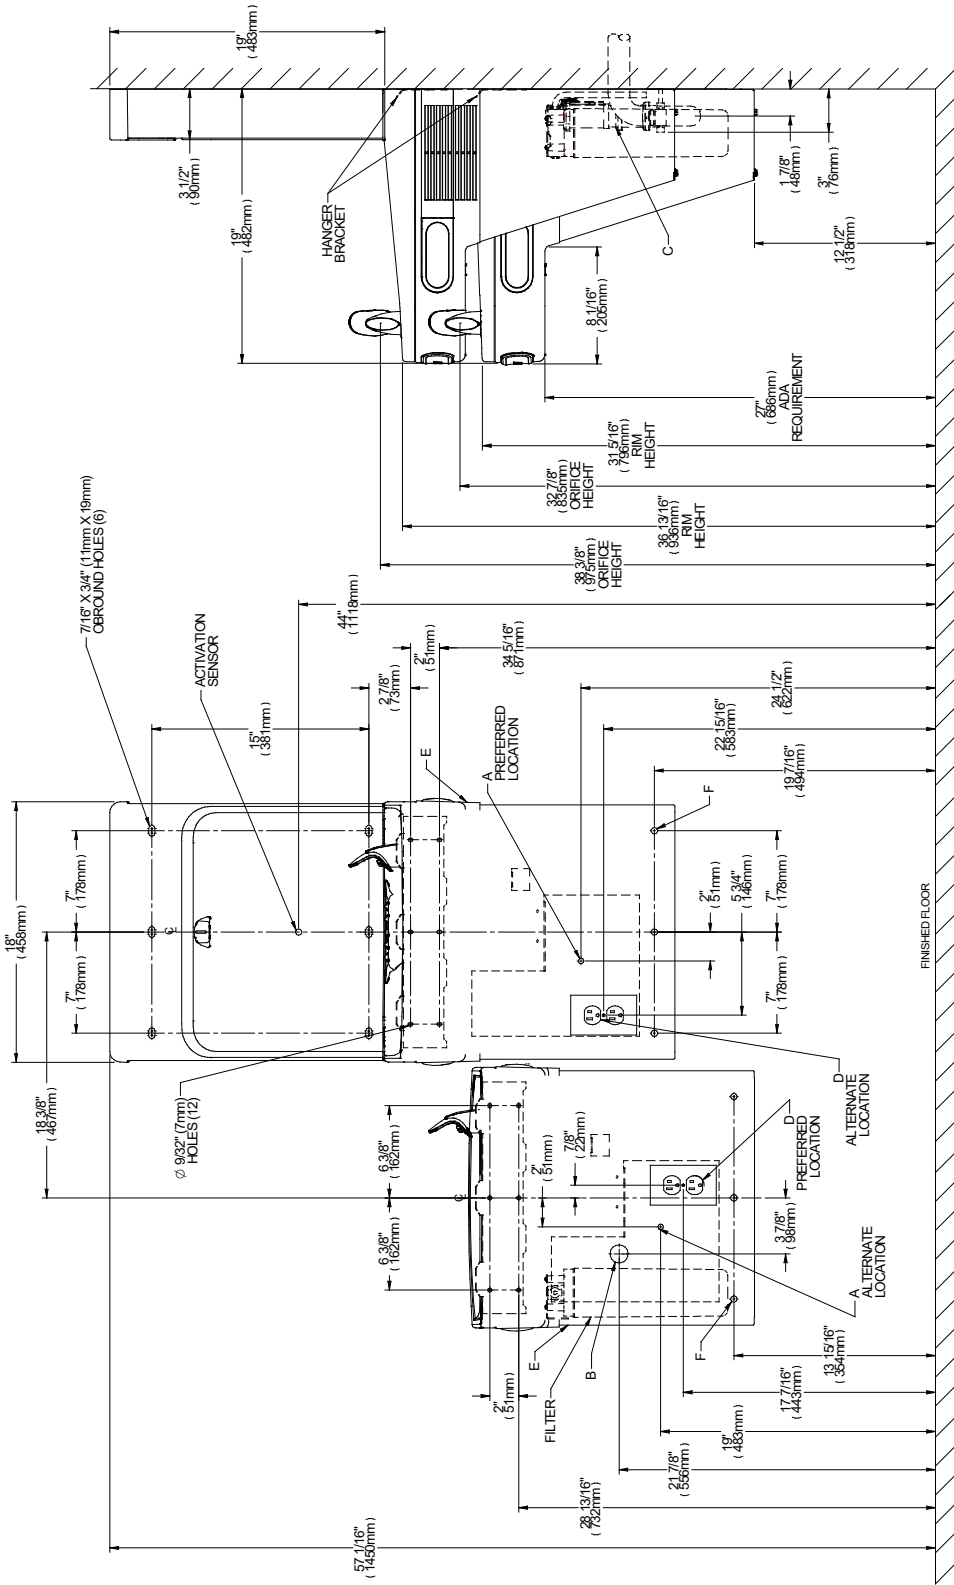 19"
( 483mm )
3 1/2"
( 90mm )
19"
( 482mm )
HANGER
BRACKET
C
1 7/8"
( 48mm )
3"
( 76mm )
12 1/2"
( 318mm )
8 1/16"
( 205mm )
27"
( 686mm )
ADA
REQUIREMENT
31 5/16"
( 796mm )
RIM
HEIGHT
32 7/8"
( 835mm )
ORIFICE
HEIGHT
36 13/16"
( 936mm )
RIM
HEIGHT
38 3/8"
( 975mm )
ORIFICE
HEIGHT
7/16" X 3/4" (11mm X 19mm)
OBROUND HOLES (6)
ACTIVATION
SENSOR
44"
( 1118mm )
15"
( 381mm )
2 7/8"
( 73mm )
2"
( 51mm )
34 5/16"
( 871mm )
E
A
PREFERRED
LOCATION
24 1/2"
( 622mm )
22 15/16"
( 583mm )
19 7/16"
( 494mm )
F
18"
( 458mm )
7"
( 178mm )
7"
( 178mm )
18 3/8"
( 467mm )
C
2"
( 51mm )
5 3/4"
( 146mm )
7"
( 178mm )
7"
( 178mm )
FINISHED FLOOR
Ø 9/32" (7mm)
HOLES (12)
D
ALTERNATE
LOCATION
D
PREFERRED
LOCATION
6 3/8"
( 162mm )
6 3/8"
( 162mm )
C
2"
( 51mm )
7/8"
( 22mm )
3 7/8"
( 98mm )
A
ALTERNATE
LOCATION
2"
( 51mm )
E
FILTER
B
F
13 15/16"
( 354mm )
17 7/16"
( 443mm )
19"
( 483mm )
21 7/8"
( 556mm )
28 13/16"
( 732mm )
57 1/16"
( 1450mm )